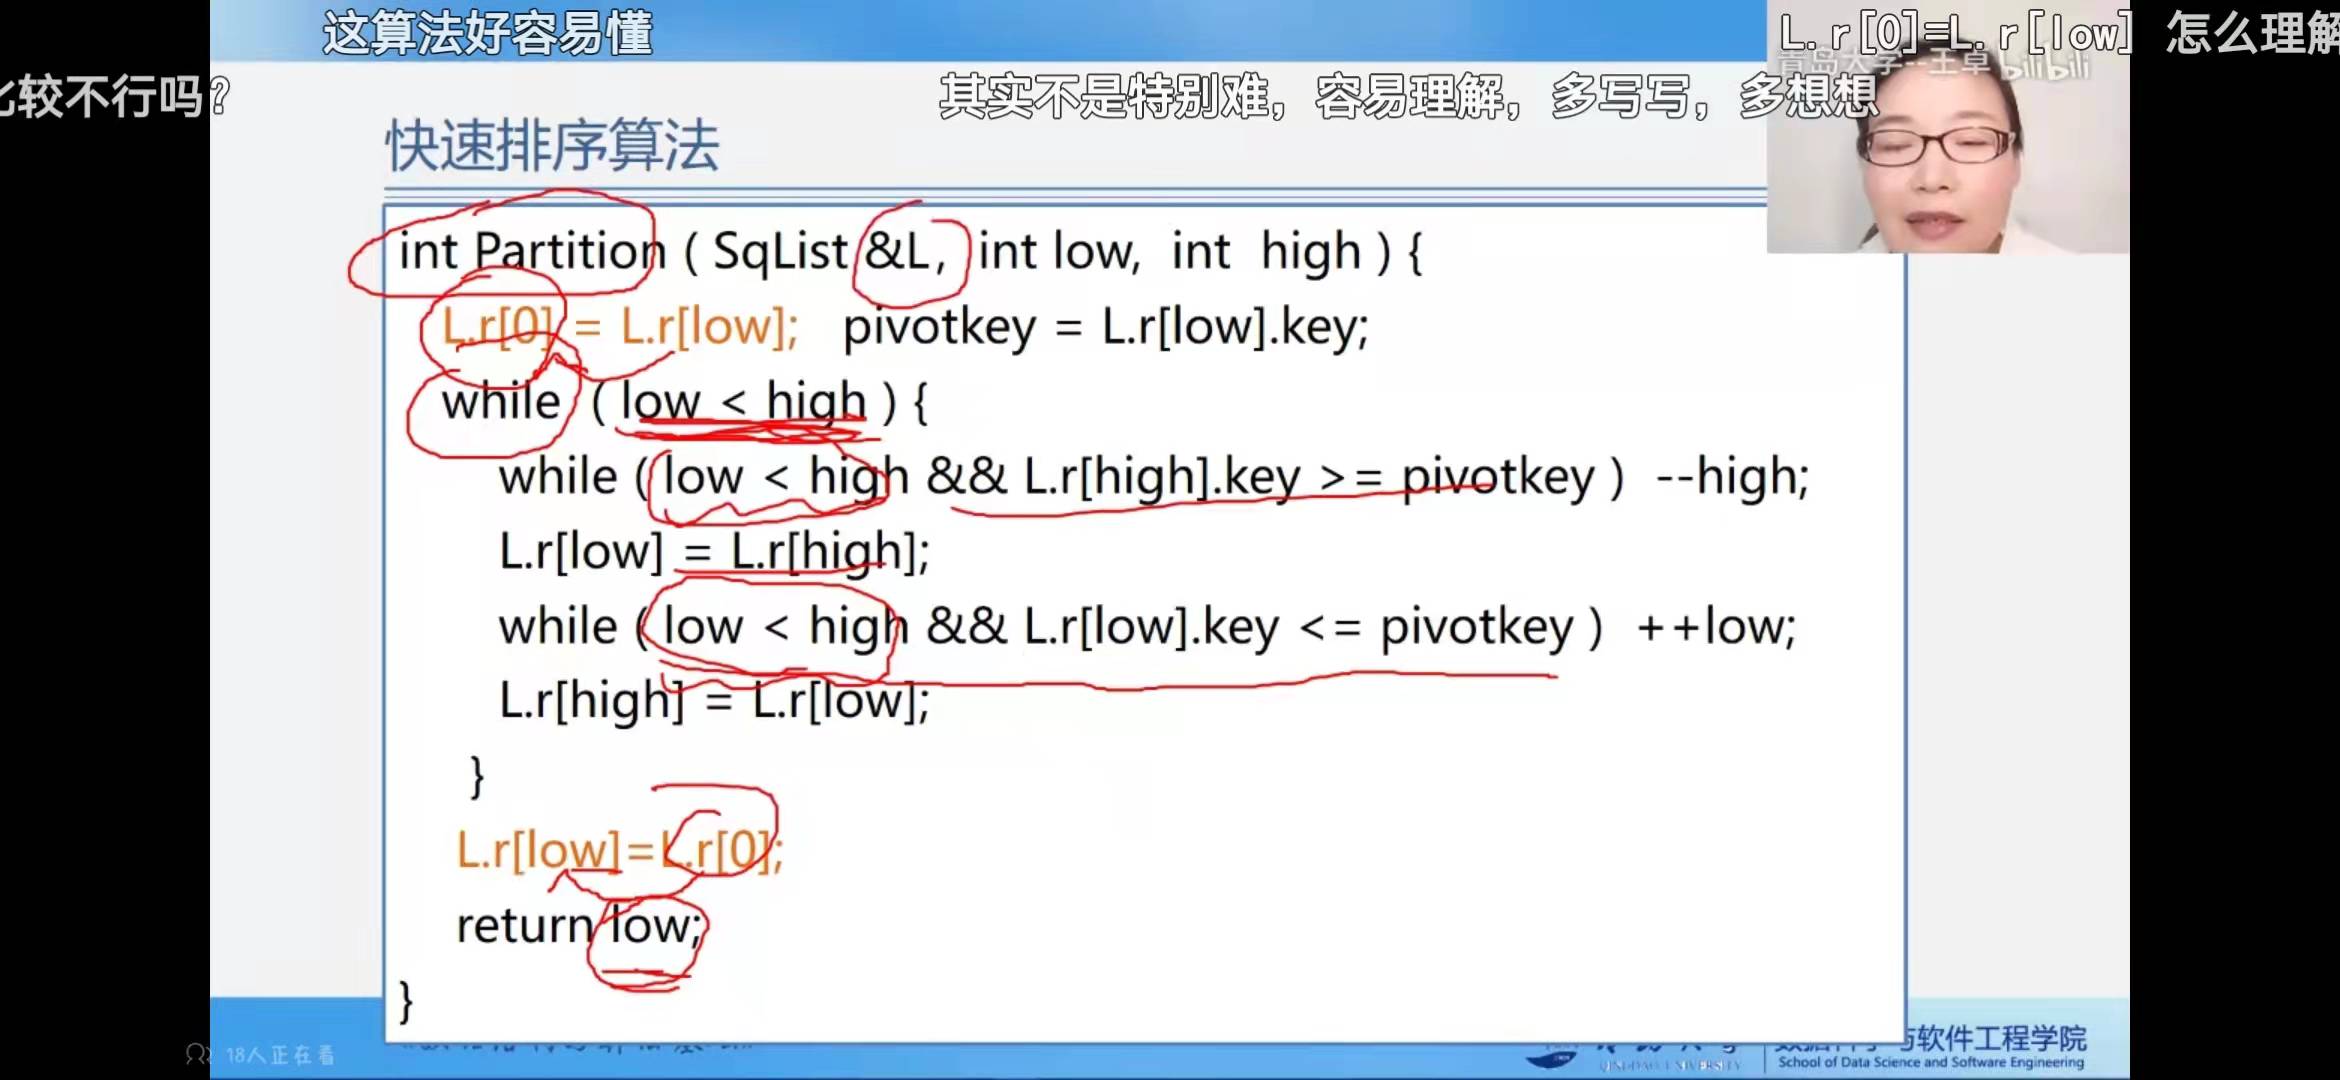 这算法好容易懂
L.r[0]=L.r[low] 怎么理解
比较不行吗?
其实不是特别难，容易理解，多写写，多想想
青岛大学--王卓 bilibili
快速排序算法
int Partition ( SqList &L, int low, int high ) {
L.r[0] = L.r[low]; pivotkey = L.r[low].key;
while ( low < high ) {
while ( low < high && L.r[high].key >= pivotkey ) --high;
L.r[low] = L.r[high];
while ( low < high && L.r[low].key <= pivotkey ) ++low;
L.r[high] = L.r[low];
}
L.r[low]=L.r[0];
return low;
}
18人正在看
与软件工程学院
School of Data Science and Software Engineering